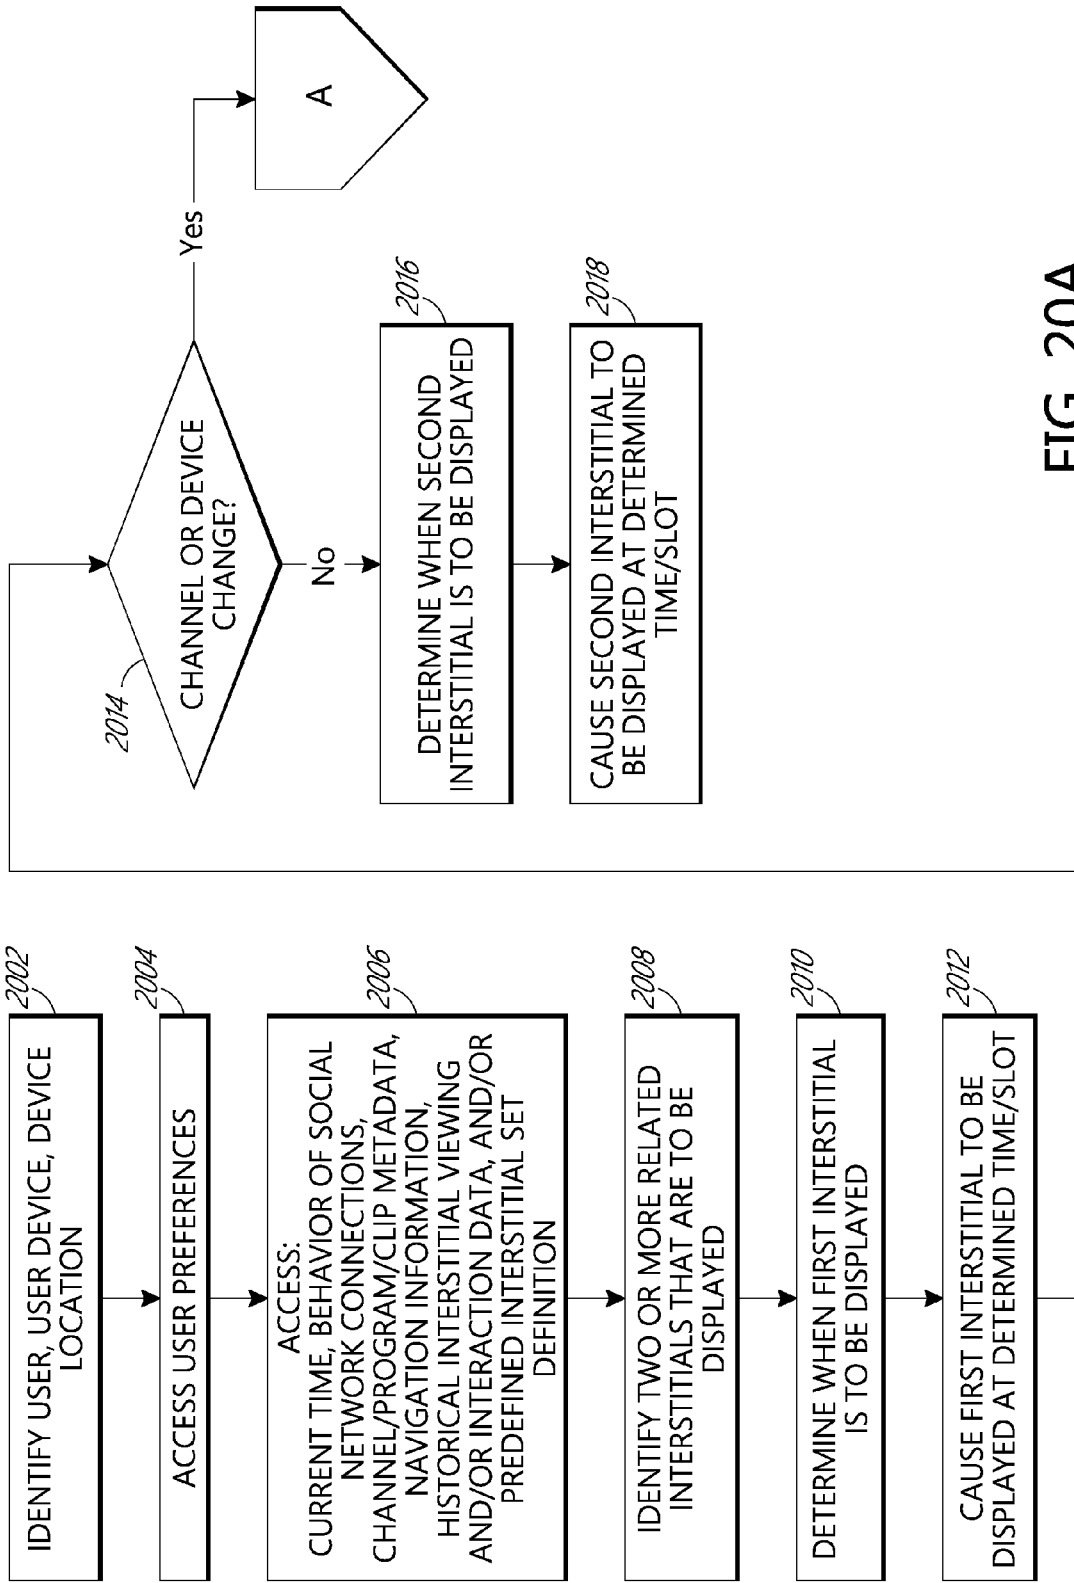 2002
IDENTIFY USER, USER DEVICE, DEVICE
LOCATION
2004
ACCESS USER PREFERENCES
2006
ACCESS:
CURRENT TIME, BEHAVIOR OF SOCIAL
NETWORK CONNECTIONS,
CHANNEL/PROGRAM/CLIP METADATA,
NAVIGATION INFORMATION,
HISTORICAL INTERSTITIAL VIEWING
AND/OR INTERACTION DATA, AND/OR
PREDEFINED INTERSTITIAL SET
DEFINITION
2008
IDENTIFY TWO OR MORE RELATED
INTERSTITIALS THAT ARE TO BE
DISPLAYED
2010
DETERMINE WHEN FIRST INTERSTITIAL
IS TO BE DISPLAYED
2012
CAUSE FIRST INTERSTITIAL TO BE
DISPLAYED AT DETERMINED TIME/SLOT
2014
CHANNEL OR DEVICE
CHANGE?
Yes
A
No
2016
DETERMINE WHEN SECOND
INTERSTITIAL IS TO BE DISPLAYED
2018
CAUSE SECOND INTERSTITIAL TO
BE DISPLAYED AT DETERMINED
TIME/SLOT
FIG. 20A